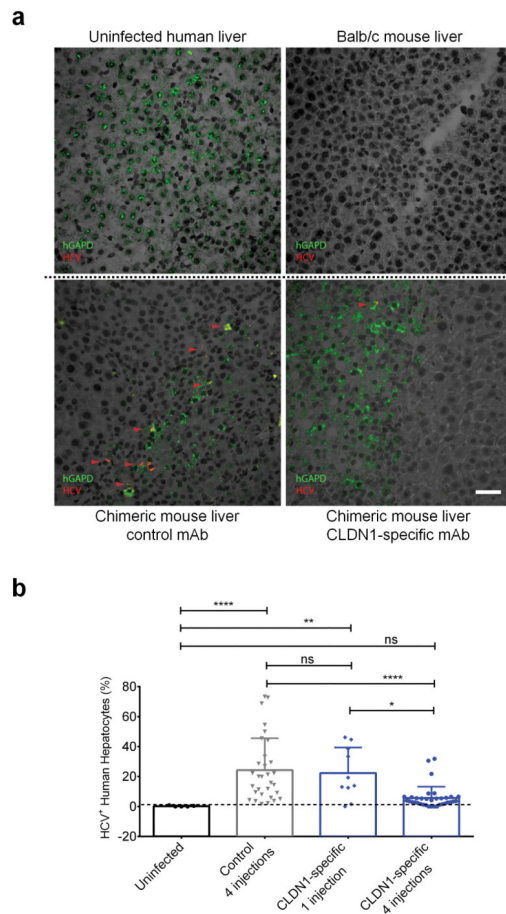 a
Uninfected human liver
Balb/c mouse liver
hGAPD
HCV
hGAPD
HCV
hGAPD
HCV
hGAPD
HCV
Chimeric mouse liver
control mAb
Chimeric mouse liver
CLDN1-specific mAb
b
****
**
ns
ns
****
*
HCV⁺ Human Hepatocytes (%)
80
60
40
20
0
-20
Uninfected
Control
4 injections
CLDN1-specific
1 injection
CLDN1-specific
4 injections